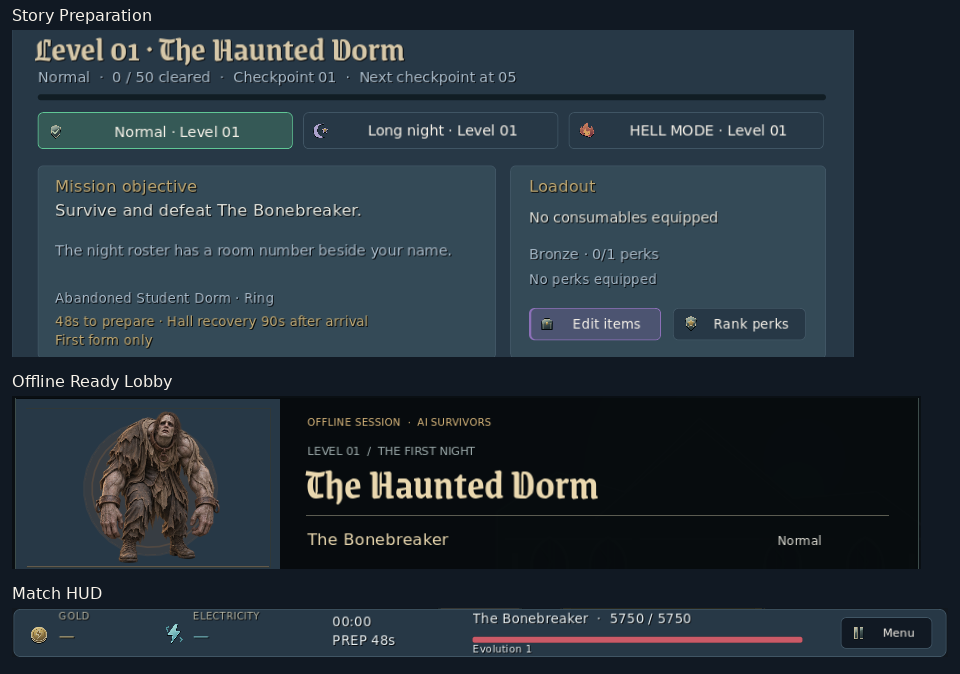 Story Preparation
Level 01 · The Haunted Dorm
Normal · 0 / 50 cleared · Checkpoint 01 · Next checkpoint at 05
Normal · Level 01
Long night · Level 01
HELL MODE · Level 01
Mission objective
Survive and defeat The Bonebreaker.
The night roster has a room number beside your name.
Abandoned Student Dorm · Ring
48s to prepare · Hall recovery 90s after arrival
First form only
Loadout
No consumables equipped
Bronze · 0/1 perks
No perks equipped
Edit items
Rank perks
Offline Ready Lobby
OFFLINE SESSION · AI SURVIVORS
LEVEL 01 / THE FIRST NIGHT
The Haunted Dorm
The Bonebreaker
Normal
Match HUD
GOLD
—
ELECTRICITY
—
00:00
PREP 48s
The Bonebreaker · 5750 / 5750
Evolution 1
Menu